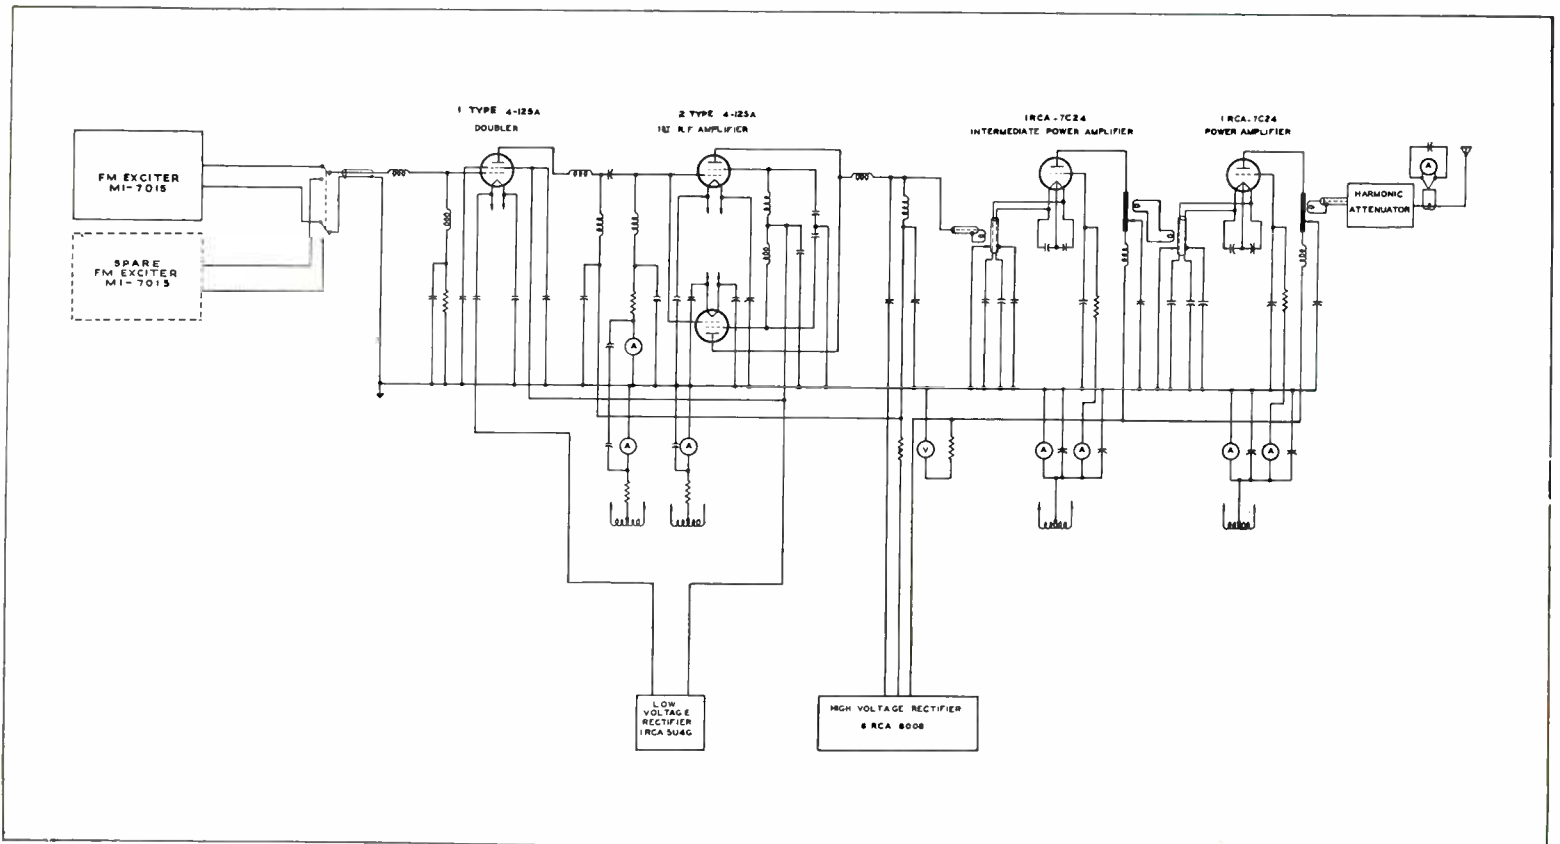 FM EXCITER
MI-7015
SPARE
FM EXCITER
MI-7015
1 TYPE 4-125A
DOUBLER
2 TYPE 4-125A
1ST R.F AMPLIFIER
1 RCA-7C24
INTERMEDIATE POWER AMPLIFIER
1 RCA-7C24
POWER AMPLIFIER
HARMONIC
ATTENUATOR
A
A
A
A
V
A
A
A
A
LOW
VOLTAGE
RECTIFIER
1 RCA 5U4G
HIGH VOLTAGE RECTIFIER
6 RCA 8008